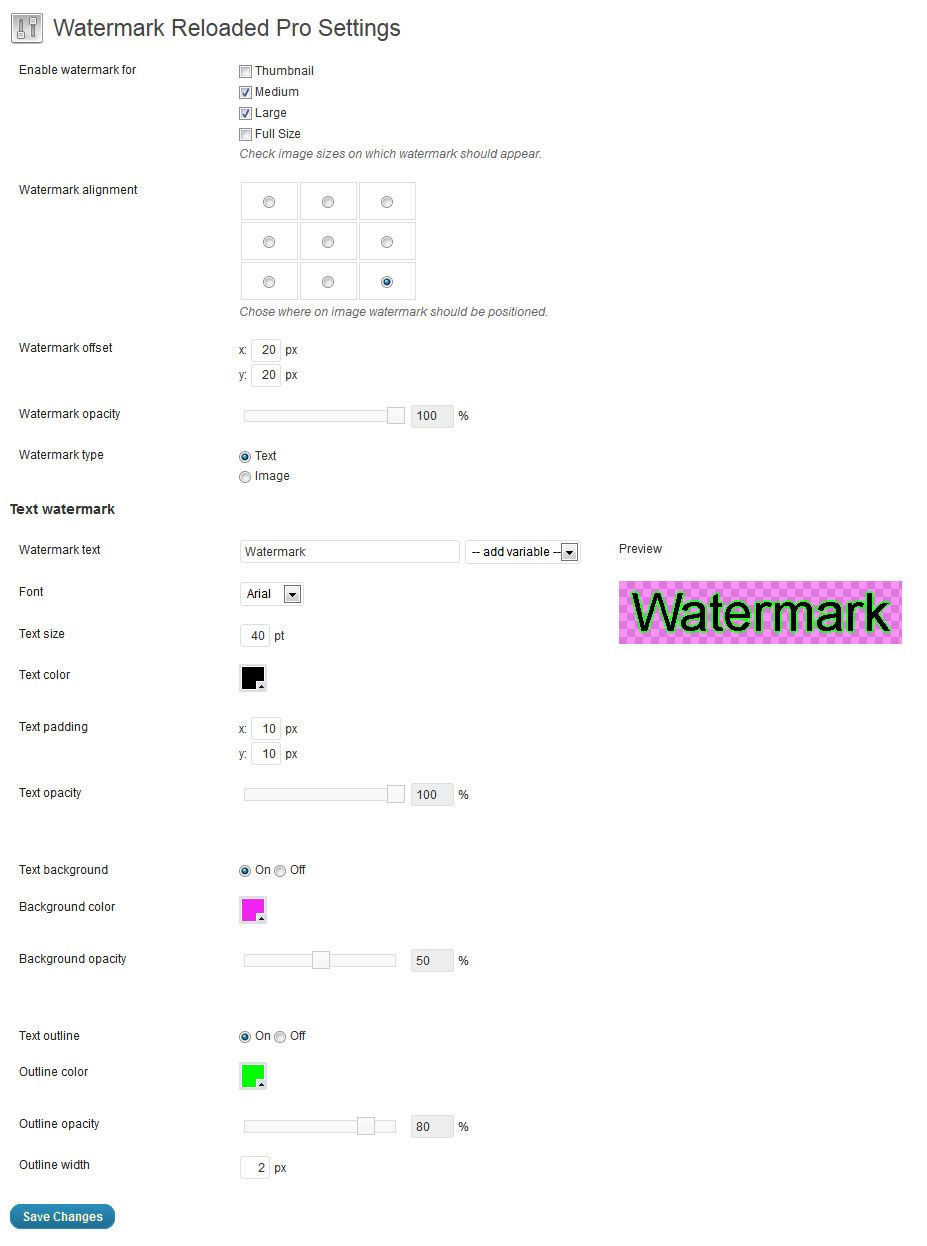 Watermark Reloaded Pro Settings
Enable watermark for
Thumbnail
Medium
Large
Full Size
Check image sizes on which watermark should appear.
Watermark alignment
Chose where on image watermark should be positioned.
Watermark offset
x: 20 px
y: 20 px
Watermark opacity 100 %
Watermark type
Text
Image
Text watermark
Watermark text Watermark -- add variable -- Preview
Font Arial
Watermark
Text size 40 pt
Text color
Text padding
x: 10 px
y: 10 px
Text opacity 100 %
Text background On Off
Background color
Background opacity 50 %
Text outline On Off
Outline color
Outline opacity 80 %
Outline width 2 px
Save Changes